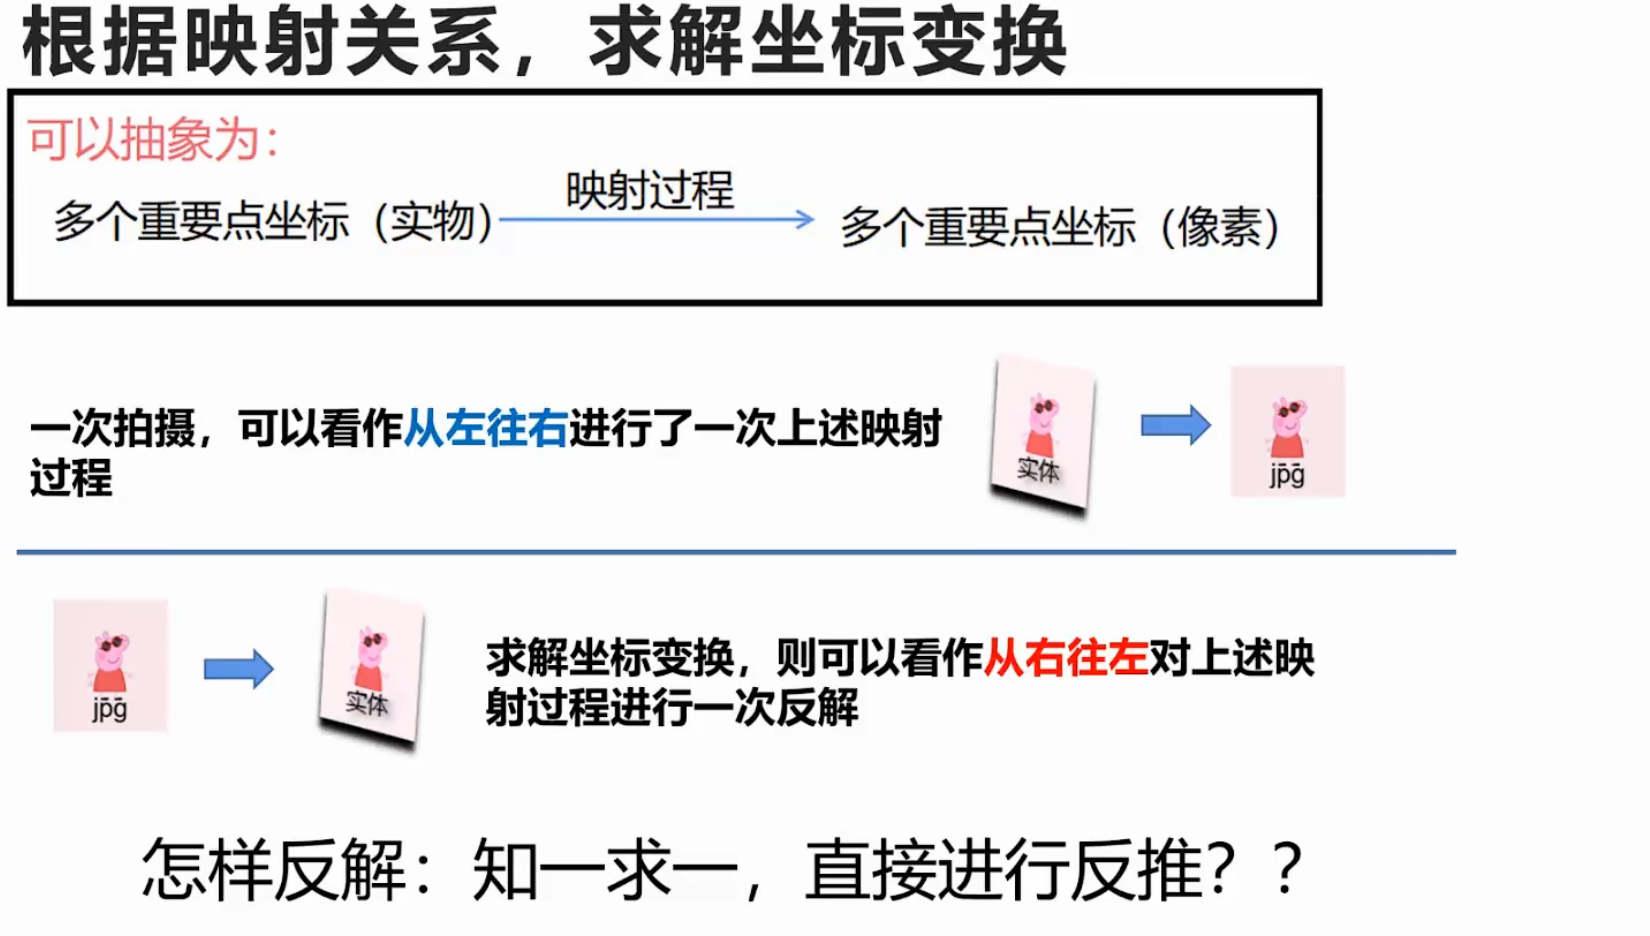 根据映射关系，求解坐标变换
可以抽象为：
映射过程
多个重要点坐标（实物）
多个重要点坐标（像素）
一次拍摄，可以看作从左往右进行了一次上述映射
过程
实体
jpg
jpg
实体
求解坐标变换，则可以看作从右往左对上述映
射过程进行一次反解
怎样反解：知一求一，直接进行反推？？